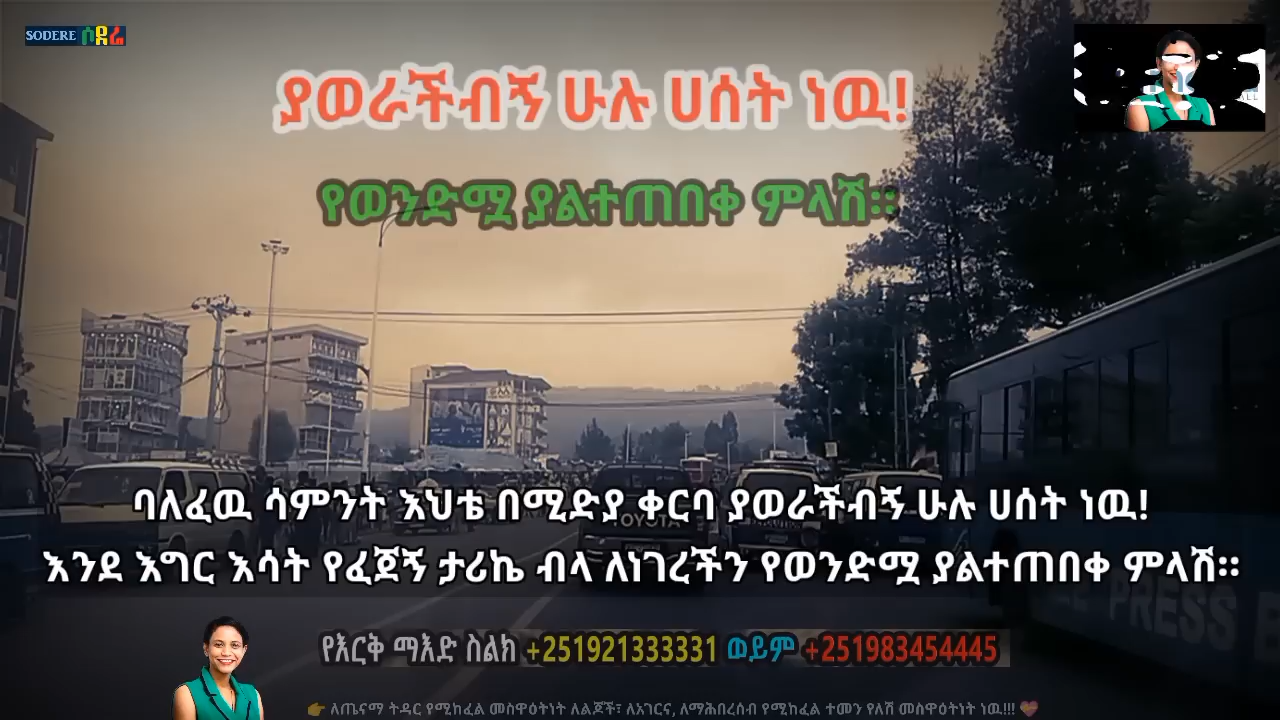 SODERE ሶደሬ
ያወራችብኝ ሁሉ ሀሰት ነዉ!
የወንድሟ ያልተጠበቀ ምላሽ።
ባለፈዉ ሳምንት እህቴ በሚድያ ቀርባ ያወራችብኝ ሁሉ ሀሰት ነዉ!
እንደ እግር እሳት የፈጀኝ ታሪኬ ብላ ለነገረችን የወንድሟ ያልተጠበቀ ምላሽ።
TOYOTA
PRESS
የእርቅ ማእድ ስልክ +251921333331 ወይም +251983454445
👉 ለጤናማ ትዳር የሚከፈል መስዋዕትነት ለልጆች፣ ለአገርና, ለማሕበረሰብ የሚከፈል ተመን የለሽ መስዋዕትነት ነዉ!!! 💝